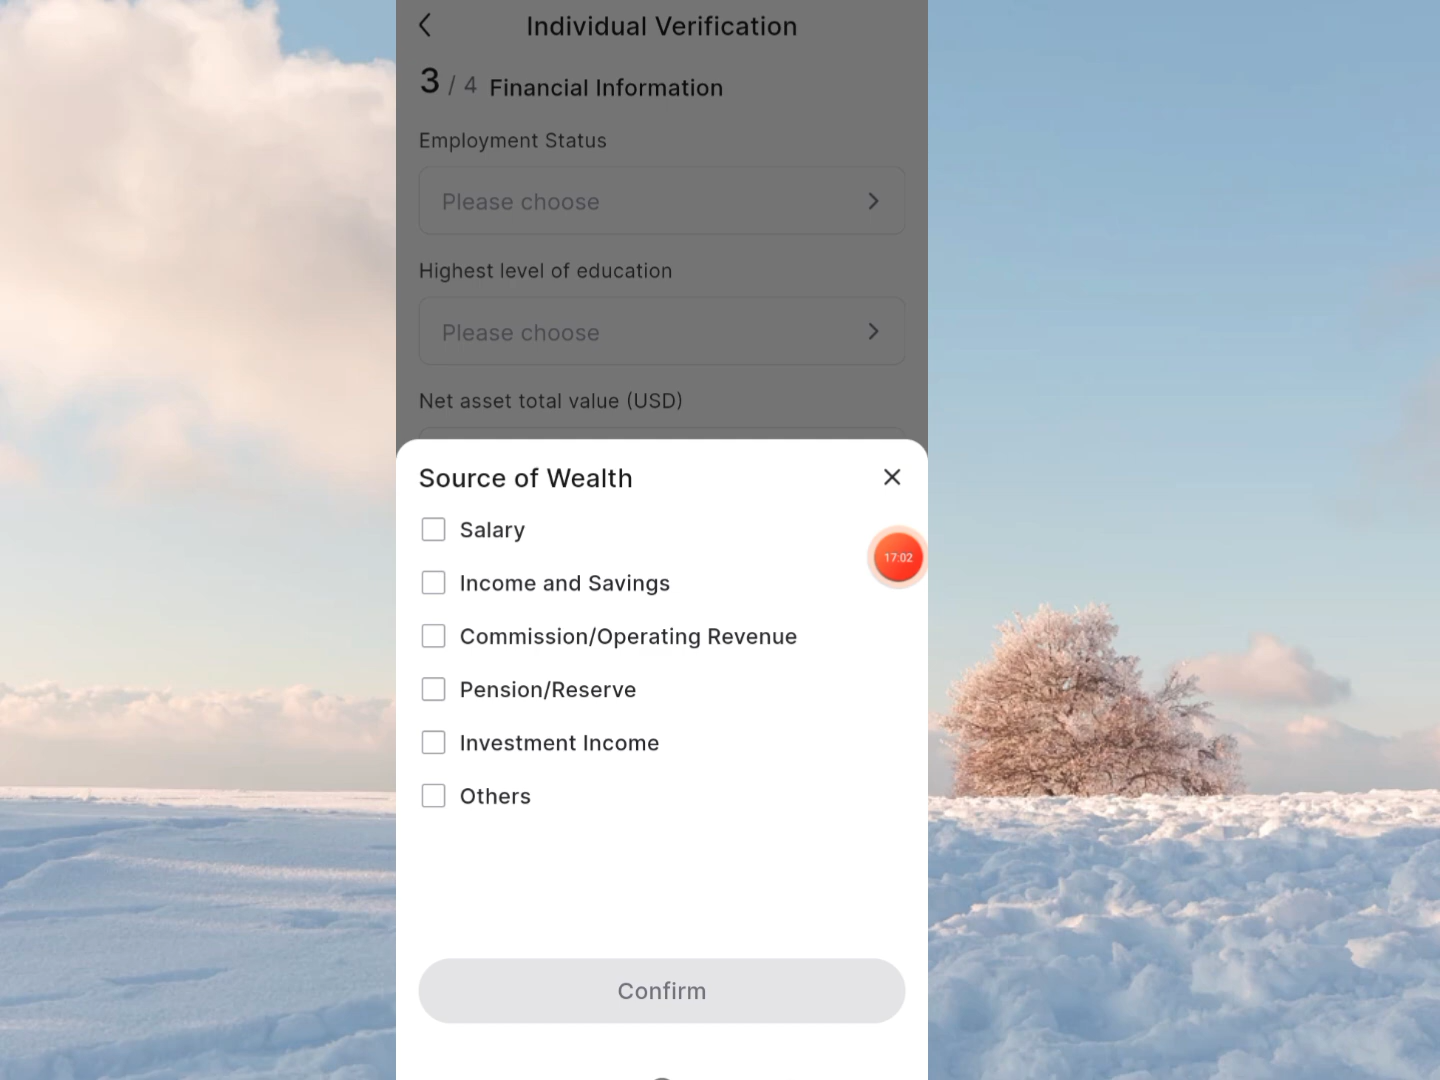 Individual Verification
3 / 4 Financial Information
Employment Status
Please choose
Highest level of education
Please choose
Net asset total value (USD)
Source of Wealth
Salary
17:02
Income and Savings
Commission/Operating Revenue
Pension/Reserve
Investment Income
Others
Confirm